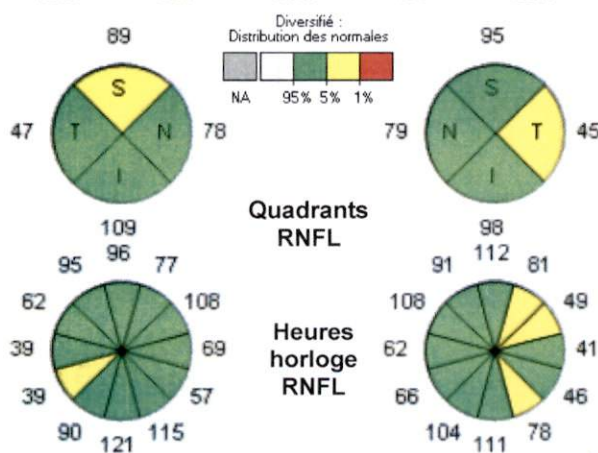 Diversifié :
Distribution des normales
NA 95% 5% 1%
89
S
47 T N 78
I
109
95
S
79 N T 45
I
98
Quadrants
RNFL
96
95 77
62 108
39 69
39 57
90 115
121
112
91 81
108 49
62 41
66 46
104 78
111
Heures
horloge
RNFL